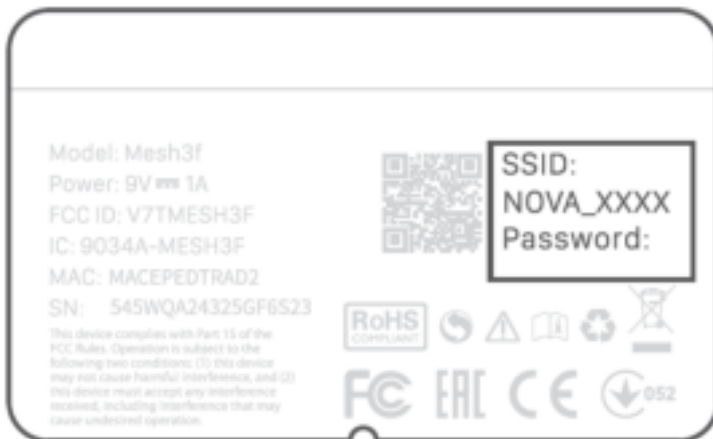 Model: Mesh3f
Power: 9V ⎓ 1A
FCC ID: V7TMESH3F
IC: 9034A-MESH3F
MAC: MACEPEDTRAD2
SN: 545WQA24325GF6S23
This device complies with Part 15 of the
FCC Rules. Operation is subject to the
following two conditions: (1) this device
may not cause harmful interference, and (2)
this device must accept any interference
received, including interference that may
cause undesired operation.
SSID:
NOVA_XXXX
Password:
RoHS
COMPLIANT
FC EAC CE 052